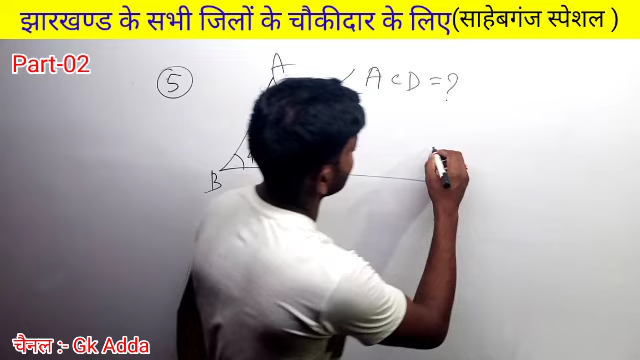 झारखण्ड के सभी जिलों के चौकीदार के लिए(साहेबगंज स्पेशल )
Part-02
5
A
∠ACD = ?
B
चैनल :- Gk Adda